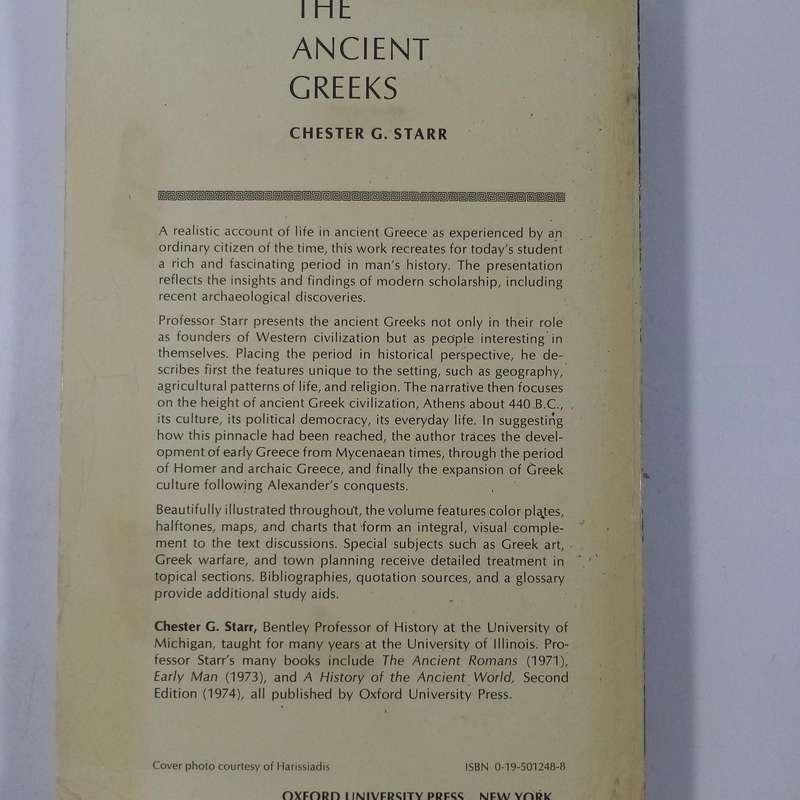 THE
ANCIENT
GREEKS
CHESTER G. STARR
A realistic account of life in ancient Greece as experienced by an
ordinary citizen of the time, this work recreates for today's student
a rich and fascinating period in man's history. The presentation
reflects the insights and findings of modern scholarship, including
recent archaeological discoveries.
Professor Starr presents the ancient Greeks not only in their role
as founders of Western civilization but as people interesting in
themselves. Placing the period in historical perspective, he de-
scribes first the features unique to the setting, such as geography,
agricultural patterns of life, and religion. The narrative then focuses
on the height of ancient Greek civilization, Athens about 440 B.C.,
its culture, its political democracy, its everyday life. In suggesting
how this pinnacle had been reached, the author traces the devel-
opment of early Greece from Mycenaean times, through the period
of Homer and archaic Greece, and finally the expansion of Greek
culture following Alexander's conquests.
Beautifully illustrated throughout, the volume features color plates,
halftones, maps, and charts that form an integral, visual comple-
ment to the text discussions. Special subjects such as Greek art,
Greek warfare, and town planning receive detailed treatment in
topical sections. Bibliographies, quotation sources, and a glossary
provide additional study aids.
Chester G. Starr, Bentley Professor of History at the University of
Michigan, taught for many years at the University of Illinois. Pro-
fessor Starr's many books include The Ancient Romans (1971),
Early Man (1973), and A History of the Ancient World, Second
Edition (1974), all published by Oxford University Press.
Cover photo courtesy of Harissiadis ISBN 0-19-501248-8
OXFORD UNIVERSITY PRESS NEW YORK